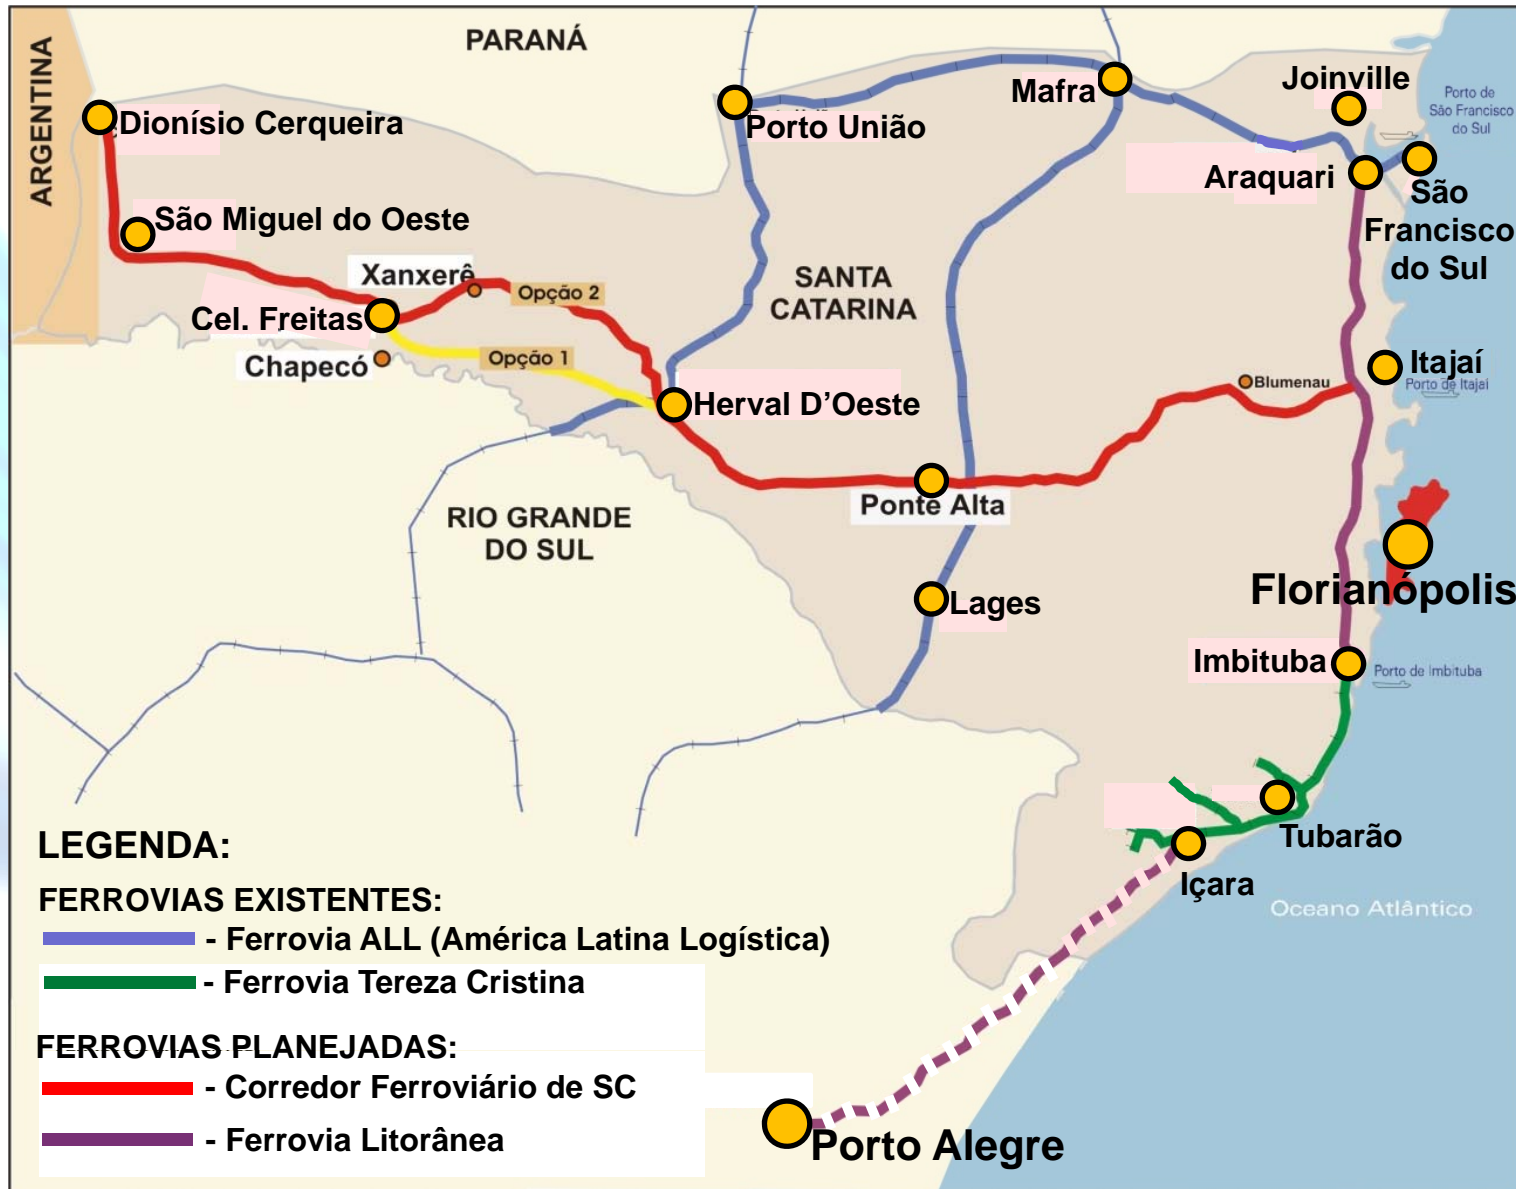 PARANÁ
ARGENTINA
Mafra
Joinville
Porto de
São Francisco
do Sul
Dionísio Cerqueira
Porto União
Araquari
São
Francisco
do Sul
São Miguel do Oeste
Xanxerê
Opção 2
SANTA
CATARINA
Cel. Freitas
Chapecó
Opção 1
Itajaí
Porto de Itajaí
Blumenau
Herval D’Oeste
Ponte Alta
RIO GRANDE
DO SUL
Florianópolis
Lages
Imbituba
Porto de Imbituba
Tubarão
Içara
Oceano Atlântico
LEGENDA:
FERROVIAS EXISTENTES:
- Ferrovia ALL (América Latina Logística)
- Ferrovia Tereza Cristina
FERROVIAS PLANEJADAS:
- Corredor Ferroviário de SC
- Ferrovia Litorânea
Porto Alegre